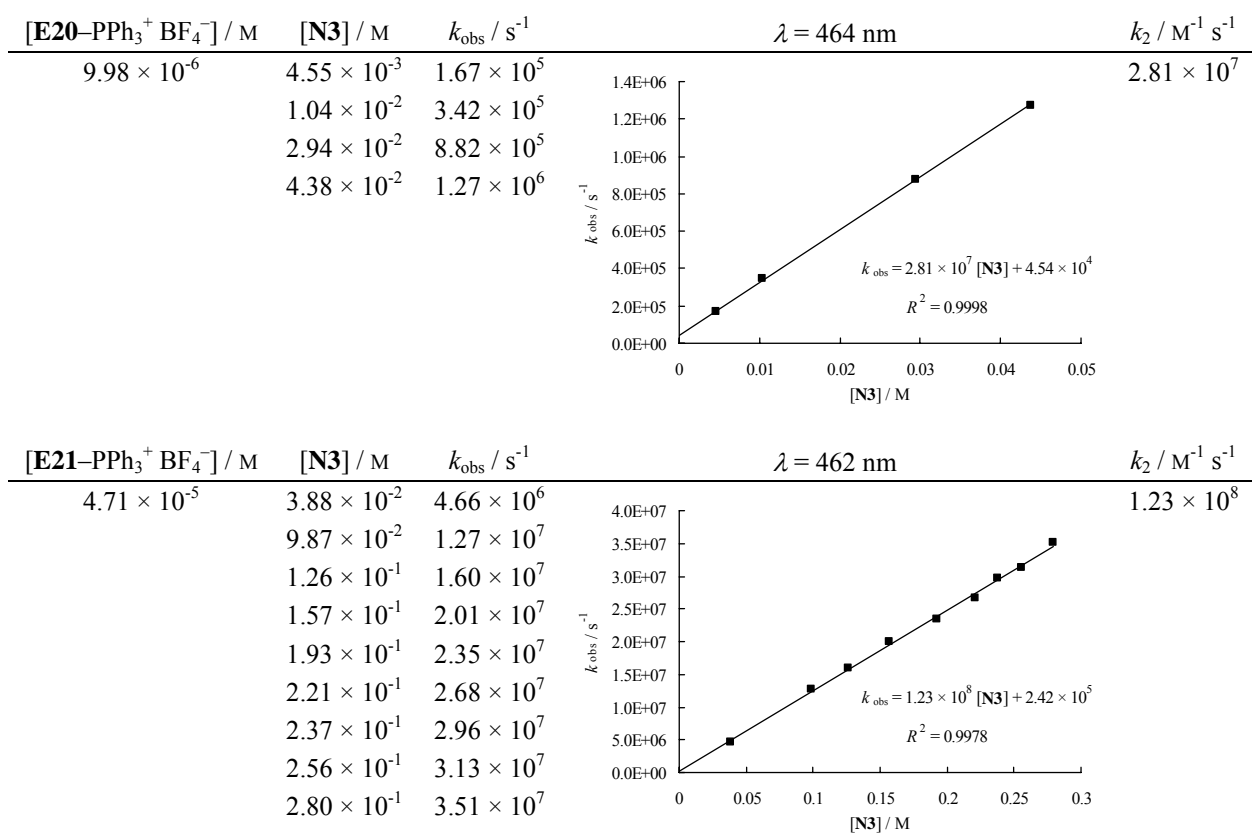 [E20–PPh₃⁺ BF₄⁻] / M [N3] / M k_obs / s⁻¹ λ = 464 nm k₂ / M⁻¹ s⁻¹
9.98 × 10⁻⁶ 4.55 × 10⁻³ 1.67 × 10⁵ 2.81 × 10⁷
1.04 × 10⁻² 3.42 × 10⁵
2.94 × 10⁻² 8.82 × 10⁵
4.38 × 10⁻² 1.27 × 10⁶
1.4E+06
1.2E+06
1.0E+06
8.0E+05
6.0E+05
4.0E+05
2.0E+05
0.0E+00
k obs / s⁻¹
k obs = 2.81 × 10⁷ [N3] + 4.54 × 10⁴
R² = 0.9998
0 0.01 0.02 0.03 0.04 0.05
[N3] / M
[E21–PPh₃⁺ BF₄⁻] / M [N3] / M k_obs / s⁻¹ λ = 462 nm k₂ / M⁻¹ s⁻¹
4.71 × 10⁻⁵ 3.88 × 10⁻² 4.66 × 10⁶ 1.23 × 10⁸
9.87 × 10⁻² 1.27 × 10⁷
1.26 × 10⁻¹ 1.60 × 10⁷
1.57 × 10⁻¹ 2.01 × 10⁷
1.93 × 10⁻¹ 2.35 × 10⁷
2.21 × 10⁻¹ 2.68 × 10⁷
2.37 × 10⁻¹ 2.96 × 10⁷
2.56 × 10⁻¹ 3.13 × 10⁷
2.80 × 10⁻¹ 3.51 × 10⁷
4.0E+07
3.5E+07
3.0E+07
2.5E+07
2.0E+07
1.5E+07
1.0E+07
5.0E+06
0.0E+00
k obs / s⁻¹
k obs = 1.23 × 10⁸ [N3] + 2.42 × 10⁵
R² = 0.9978
0 0.05 0.1 0.15 0.2 0.25 0.3
[N3] / M